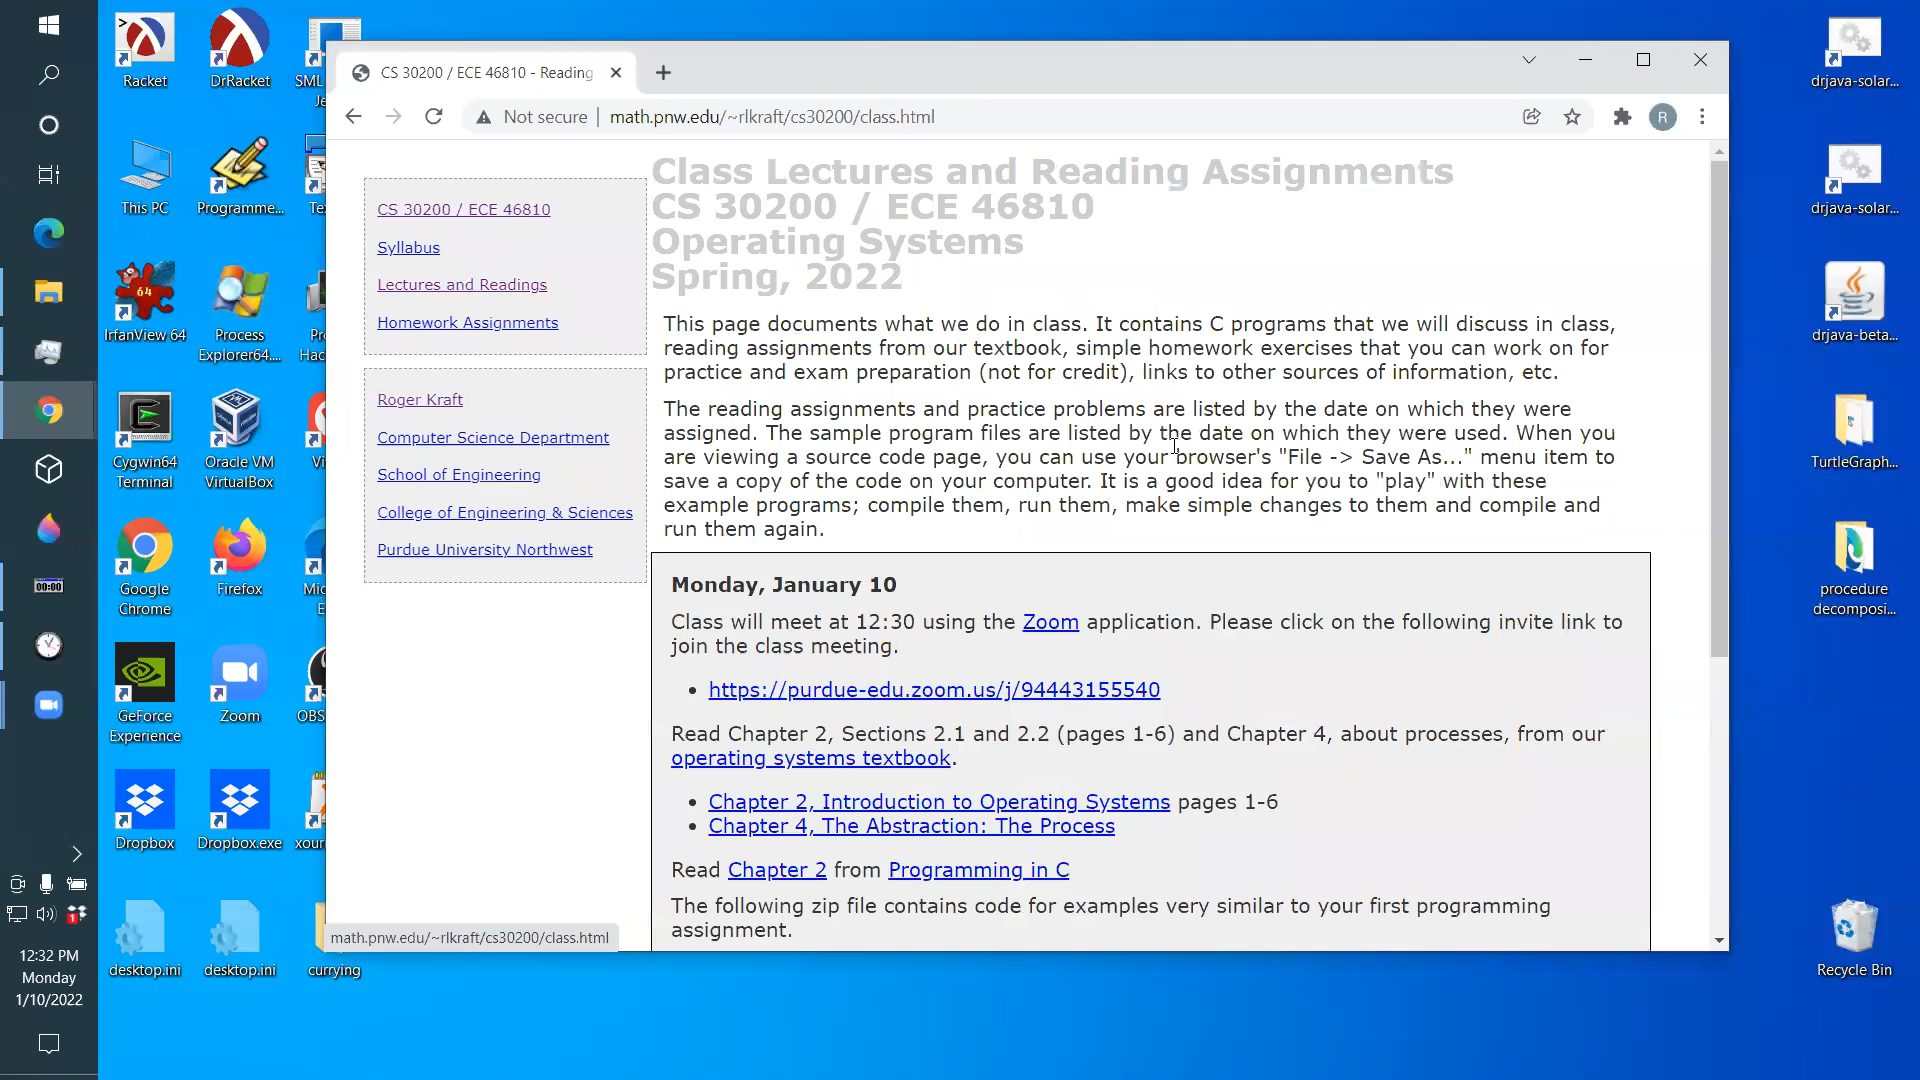 Racket
DrRacket
SML
Je
This PC
Programme...
Tex
IrfanView 64
Process
Explorer64....
Pro
Hac
Cygwin64
Terminal
Oracle VM
VirtualBox
Vi
Google
Chrome
Firefox
Mic
E
GeForce
Experience
Zoom
OBS
Dropbox
Dropbox.exe
xour
desktop.ini
desktop.ini
currying
00:00
12:32 PM
Monday
1/10/2022
CS 30200 / ECE 46810 - Reading
Not secure
math.pnw.edu/~rlkraft/cs30200/class.html
R
CS 30200 / ECE 46810
Syllabus
Lectures and Readings
Homework Assignments
Roger Kraft
Computer Science Department
School of Engineering
College of Engineering & Sciences
Purdue University Northwest
Class Lectures and Reading Assignments
CS 30200 / ECE 46810
Operating Systems
Spring, 2022
This page documents what we do in class. It contains C programs that we will discuss in class,
reading assignments from our textbook, simple homework exercises that you can work on for
practice and exam preparation (not for credit), links to other sources of information, etc.
The reading assignments and practice problems are listed by the date on which they were
assigned. The sample program files are listed by the date on which they were used. When you
are viewing a source code page, you can use your browser's "File -> Save As..." menu item to
save a copy of the code on your computer. It is a good idea for you to "play" with these
example programs; compile them, run them, make simple changes to them and compile and
run them again.
Monday, January 10
Class will meet at 12:30 using the Zoom application. Please click on the following invite link to
join the class meeting.
https://purdue-edu.zoom.us/j/94443155540
Read Chapter 2, Sections 2.1 and 2.2 (pages 1-6) and Chapter 4, about processes, from our
operating systems textbook.
Chapter 2, Introduction to Operating Systems pages 1-6
Chapter 4, The Abstraction: The Process
Read Chapter 2 from Programming in C
The following zip file contains code for examples very similar to your first programming
assignment.
math.pnw.edu/~rlkraft/cs30200/class.html
drjava-solar...
drjava-solar...
drjava-beta...
TurtleGraph...
procedure
decomposi...
Recycle Bin